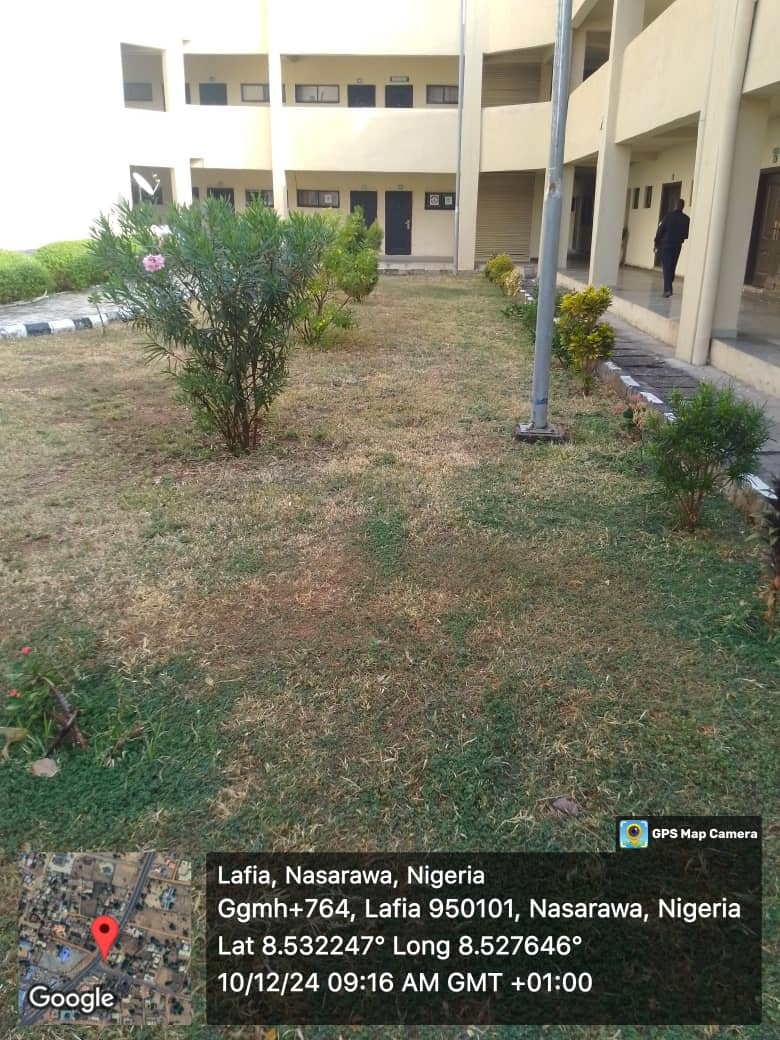 GPS Map Camera
Lafia, Nasarawa, Nigeria
Ggmh+764, Lafia 950101, Nasarawa, Nigeria
Lat 8.532247° Long 8.527646°
10/12/24 09:16 AM GMT +01:00
Google